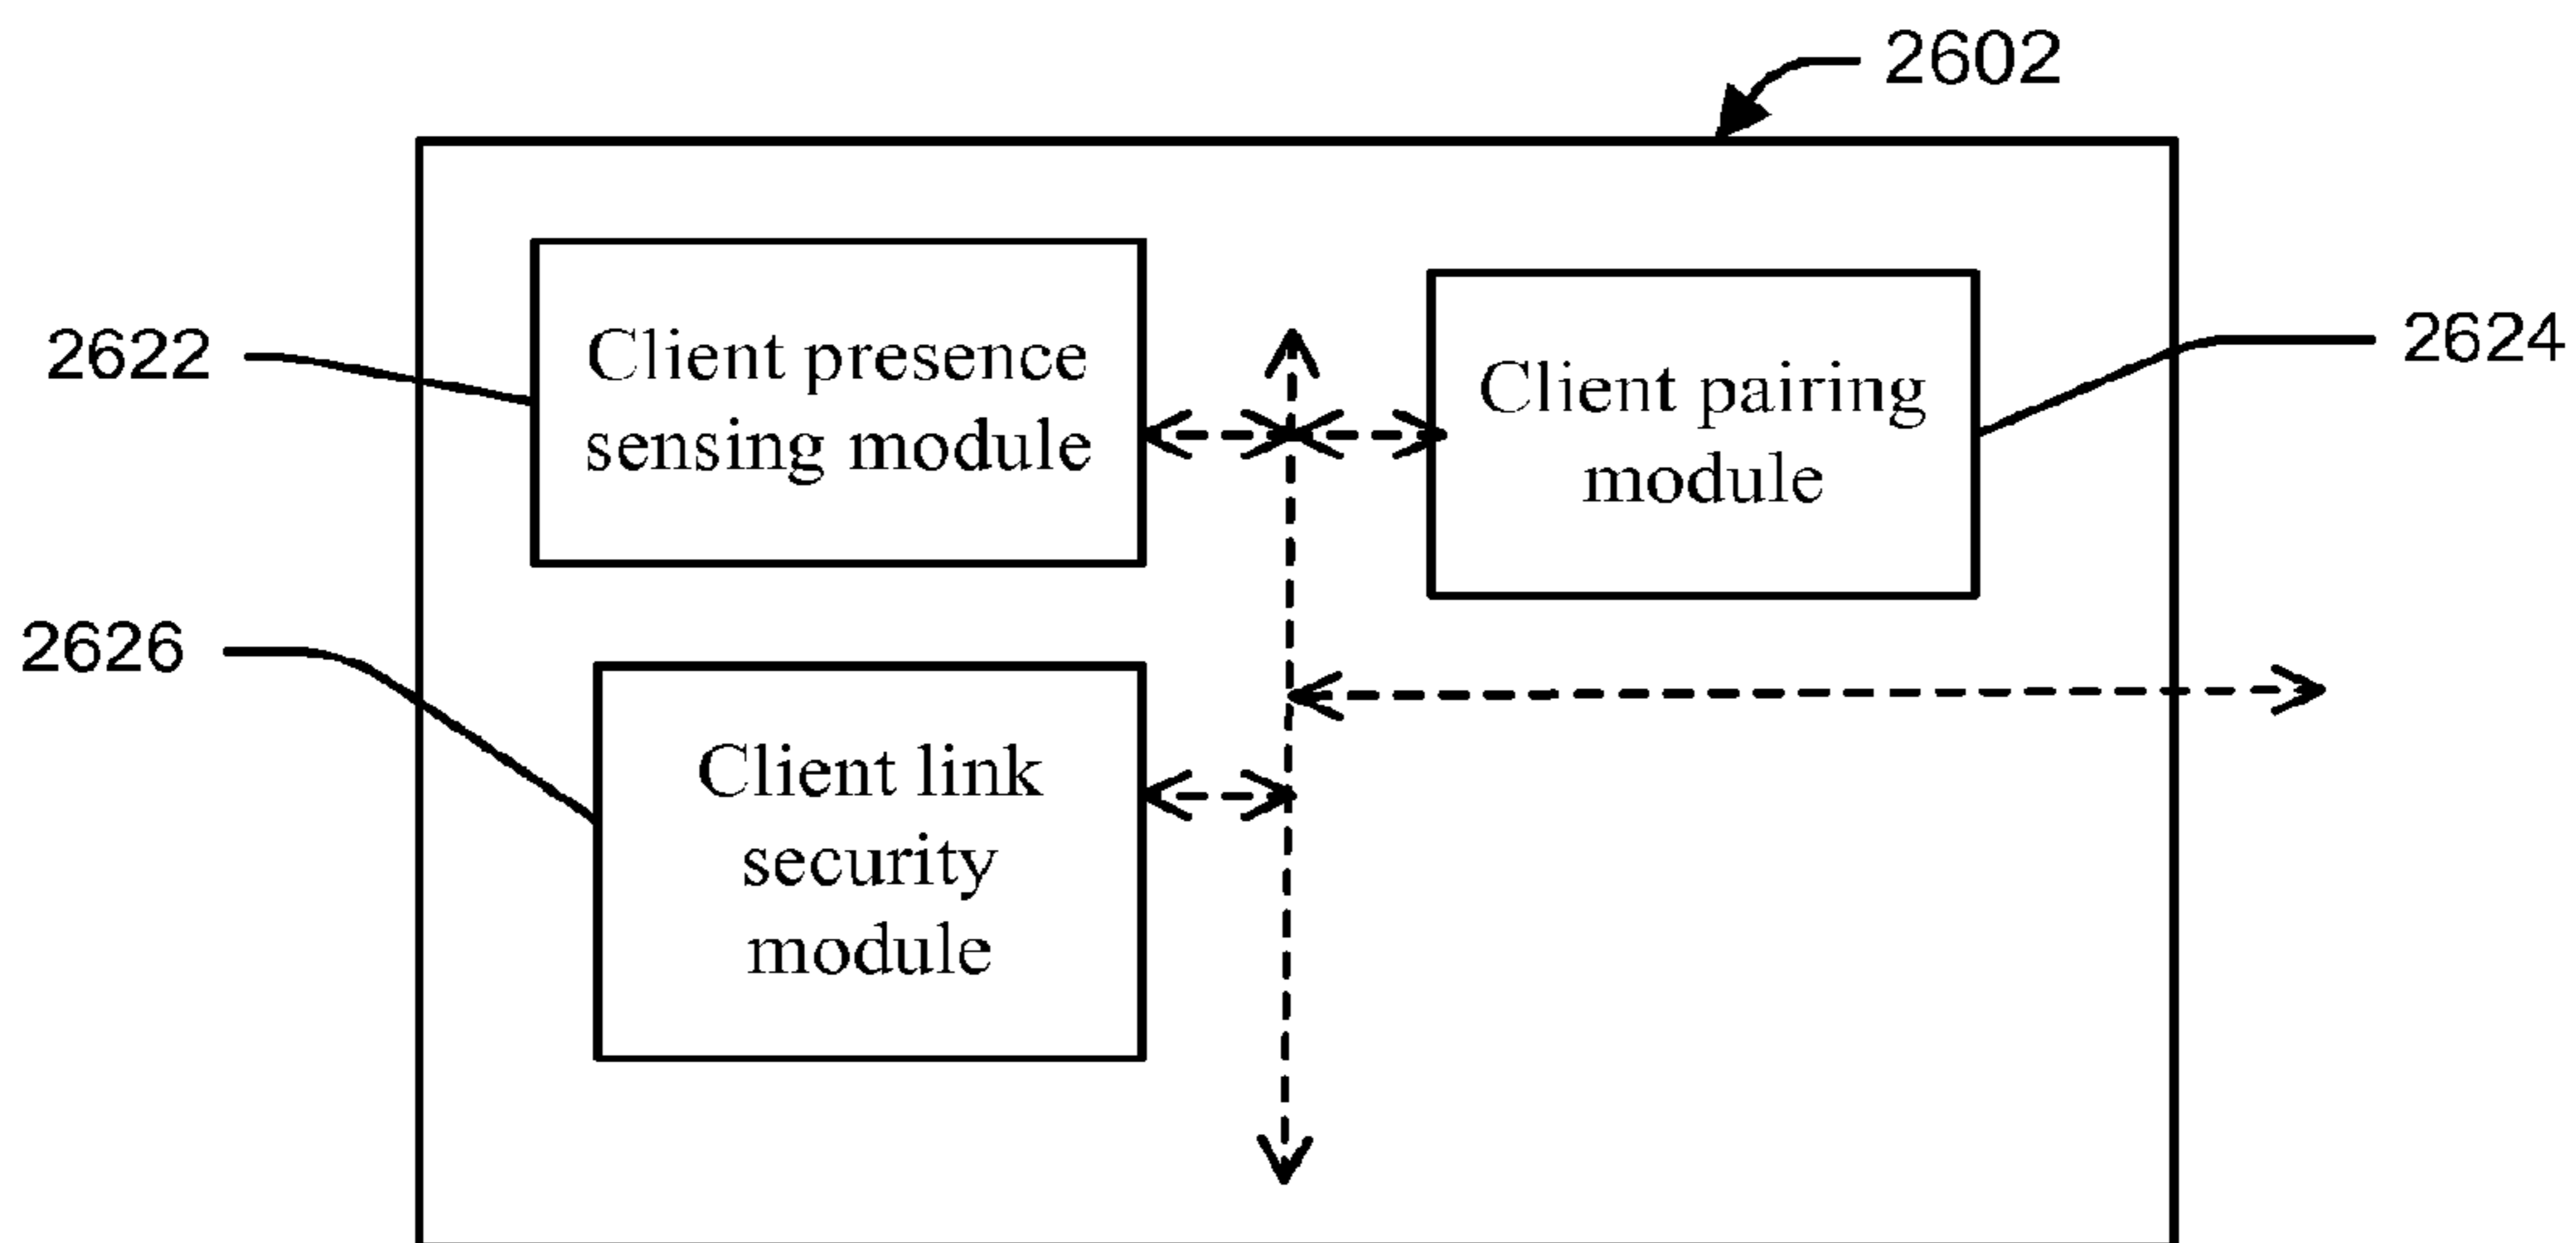 2602
2622
Client presence
sensing module
Client pairing
module
2624
2626
Client link
security
module